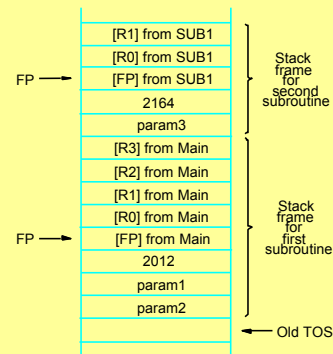 [R1] from SUB1
[R0] from SUB1
FP
[FP] from SUB1
2164
param3
Stack
frame
for
second
subroutine
[R3] from Main
[R2] from Main
[R1] from Main
[R0] from Main
FP
[FP] from Main
2012
param1
param2
Stack
frame
for
first
subroutine
Old TOS